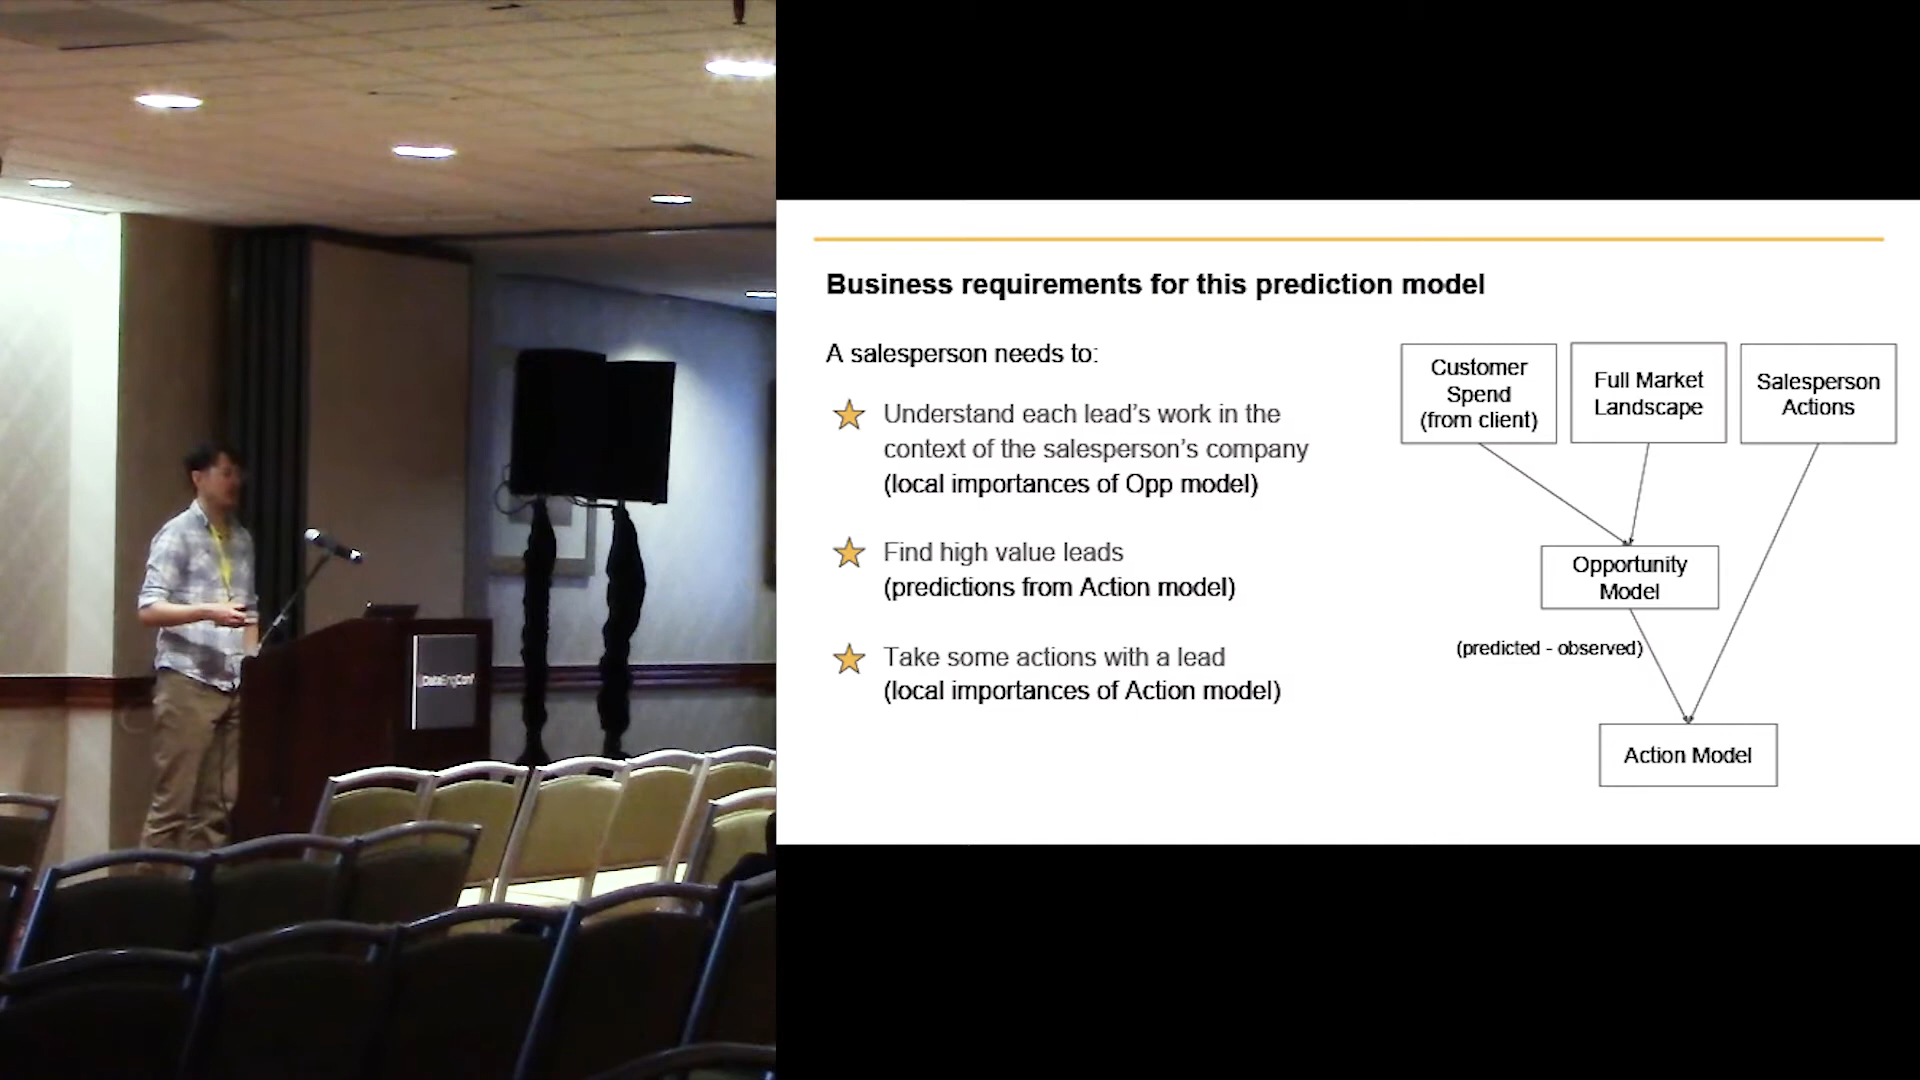 DataEngConf
Business requirements for this prediction model
A salesperson needs to:
Understand each lead's work in the
context of the salesperson's company
(local importances of Opp model)
Find high value leads
(predictions from Action model)
Take some actions with a lead
(local importances of Action model)
Customer
Spend
(from client)
Full Market
Landscape
Salesperson
Actions
Opportunity
Model
(predicted - observed)
Action Model